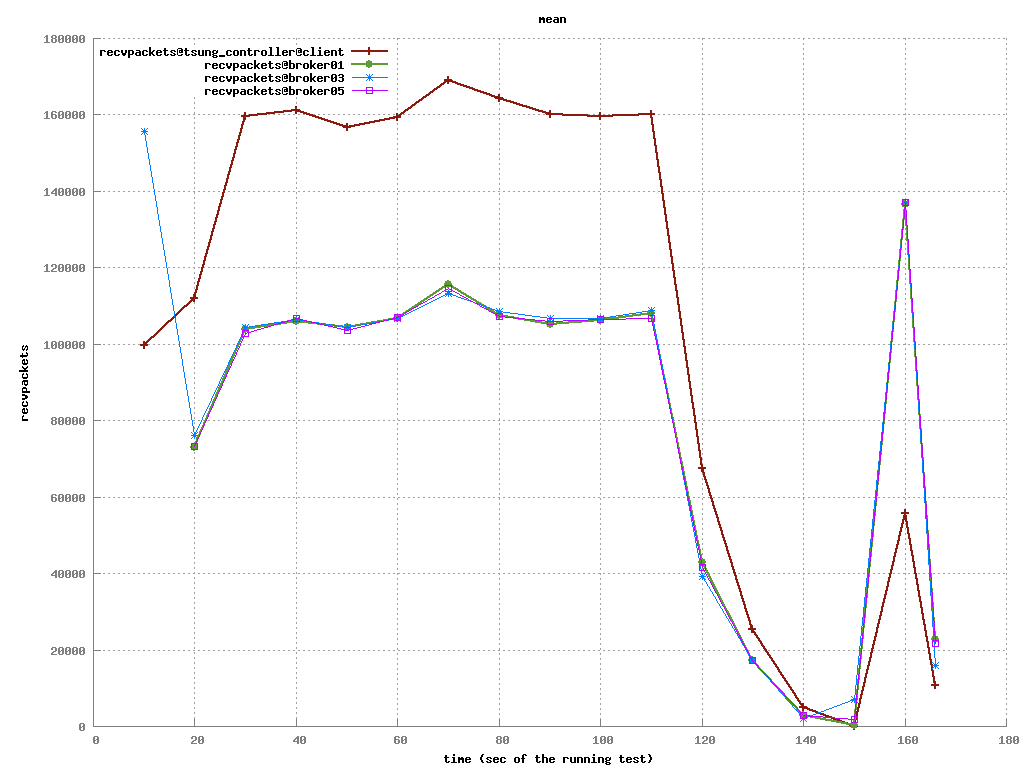 mean
180000
160000
140000
120000
100000
80000
60000
40000
20000
0
recvpackets
recvpackets@tsung_controller@client
recvpackets@broker01
recvpackets@broker03
recvpackets@broker05
0 20 40 60 80 100 120 140 160 180
time (sec of the running test)